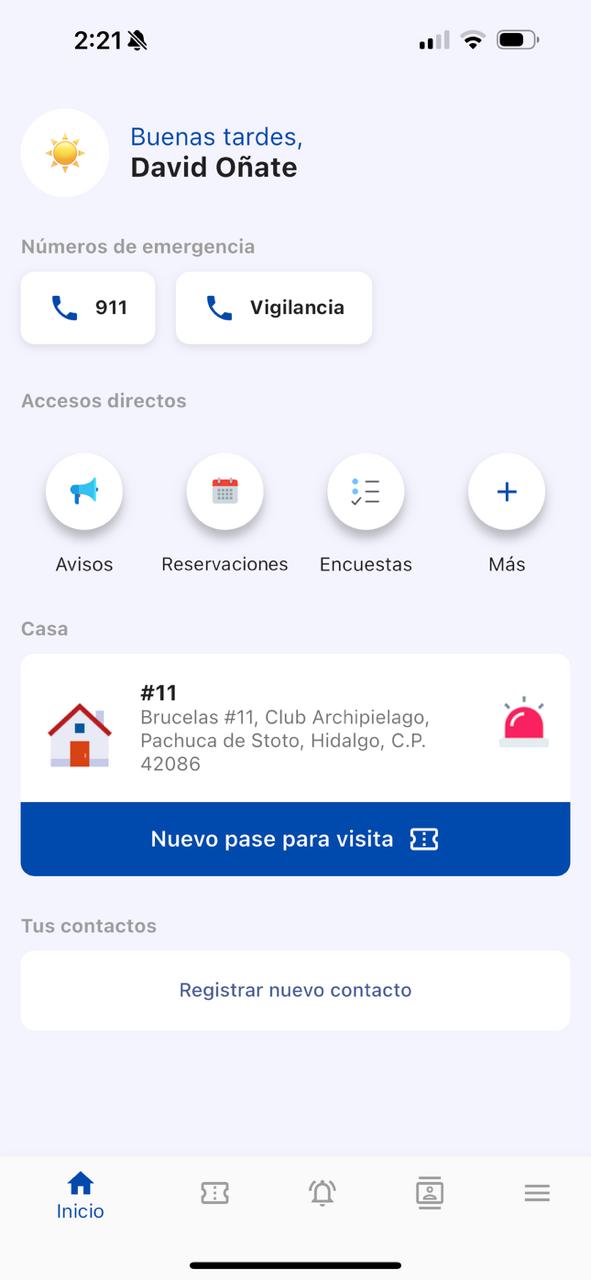 2:21
Buenas tardes,
David Oñate
Números de emergencia
911
Vigilancia
Accesos directos
Avisos
Reservaciones
Encuestas
Más
Casa
#11
Brucelas #11, Club Archipielago,
Pachuca de Stoto, Hidalgo, C.P.
42086
Nuevo pase para visita
Tus contactos
Registrar nuevo contacto
Inicio